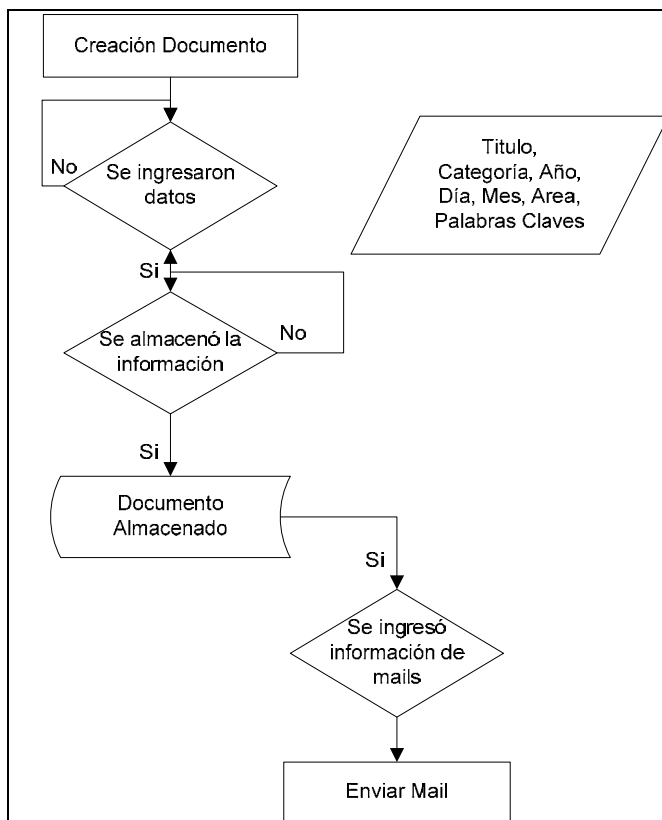 Creación Documento
No
Se ingresaron
datos
Titulo,
Categoría, Año,
Día, Mes, Area,
Palabras Claves
Si
Se almacenó la
información
No
Si
Documento
Almacenado
Si
Se ingresó
información de
mails
Enviar Mail